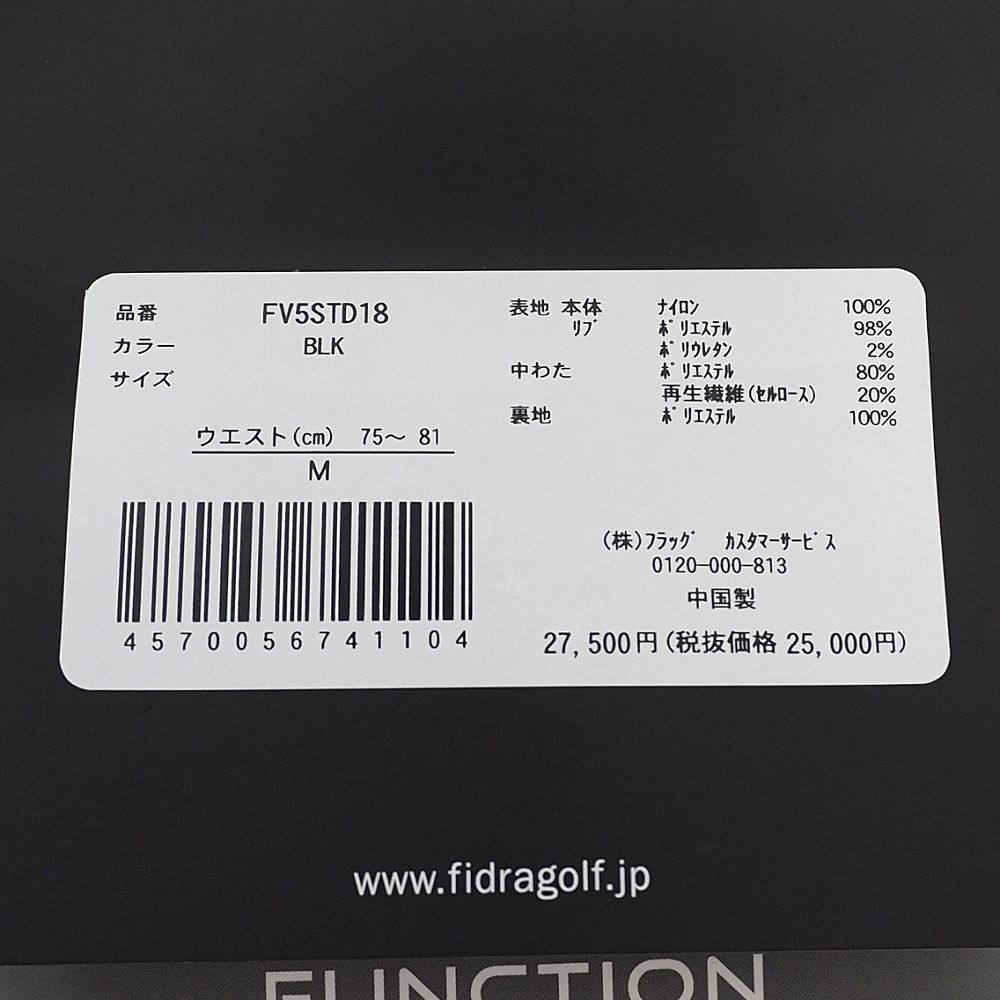 品番 FV5STD18
カラー BLK
サイズ
ウエスト(cm) 75～ 81
M
4570056741104
表地 本体 ﾅｲﾛﾝ 100%
ﾘﾌﾞ ﾎﾟﾘｴｽﾃﾙ 98%
ﾎﾟﾘｳﾚﾀﾝ 2%
中わた ﾎﾟﾘｴｽﾃﾙ 80%
再生繊維(ｾﾙﾛｰｽ) 20%
裏地 ﾎﾟﾘｴｽﾃﾙ 100%
(株)ﾌﾗｯｸﾞ ｶｽﾀﾏｰｻｰﾋﾞｽ
0120-000-813
中国製
27,500円(税抜価格 25,000円)
www.fidragolf.jp
FUNCTION